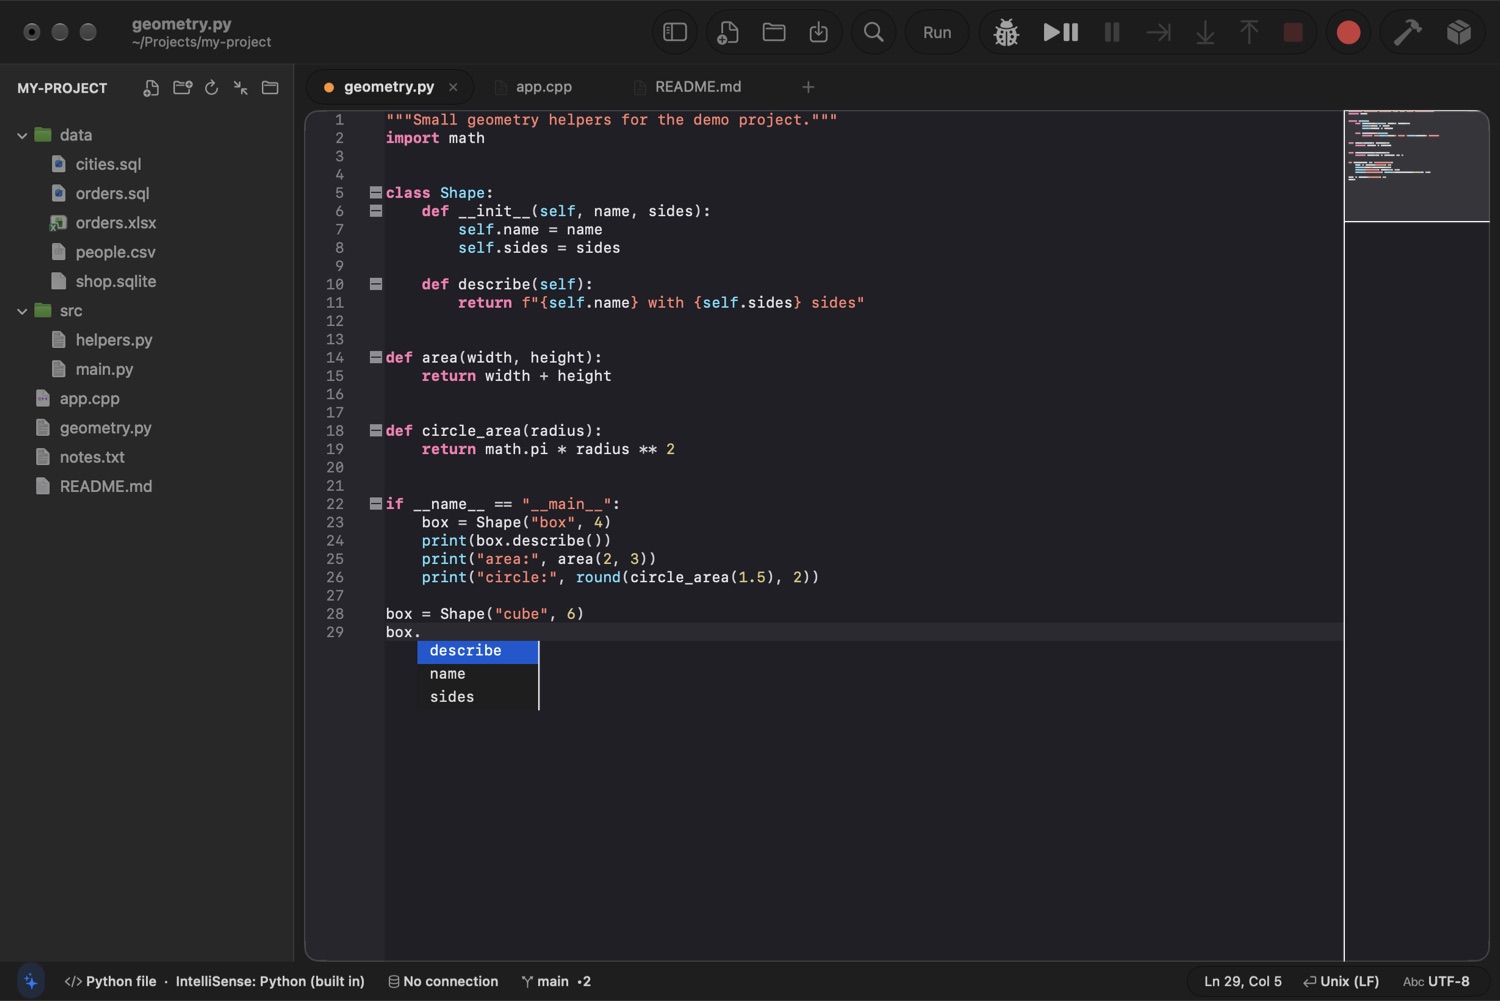 geometry.py
~/Projects/my-project
Run
MY-PROJECT
geometry.py
app.cpp
README.md
data
cities.sql
orders.sql
orders.xlsx
people.csv
shop.sqlite
src
helpers.py
main.py
app.cpp
geometry.py
notes.txt
README.md
1 """Small geometry helpers for the demo project."""
2 import math
3
4
5 class Shape:
6     def __init__(self, name, sides):
7         self.name = name
8         self.sides = sides
9
10     def describe(self):
11         return f"{self.name} with {self.sides} sides"
12
13
14 def area(width, height):
15     return width + height
16
17
18 def circle_area(radius):
19     return math.pi * radius ** 2
20
21
22 if __name__ == "__main__":
23     box = Shape("box", 4)
24     print(box.describe())
25     print("area:", area(2, 3))
26     print("circle:", round(circle_area(1.5), 2))
27
28 box = Shape("cube", 6)
29 box.
describe
name
sides
</> Python file · IntelliSense: Python (built in) No connection main •2 Ln 29, Col 5 Unix (LF) Abc UTF-8